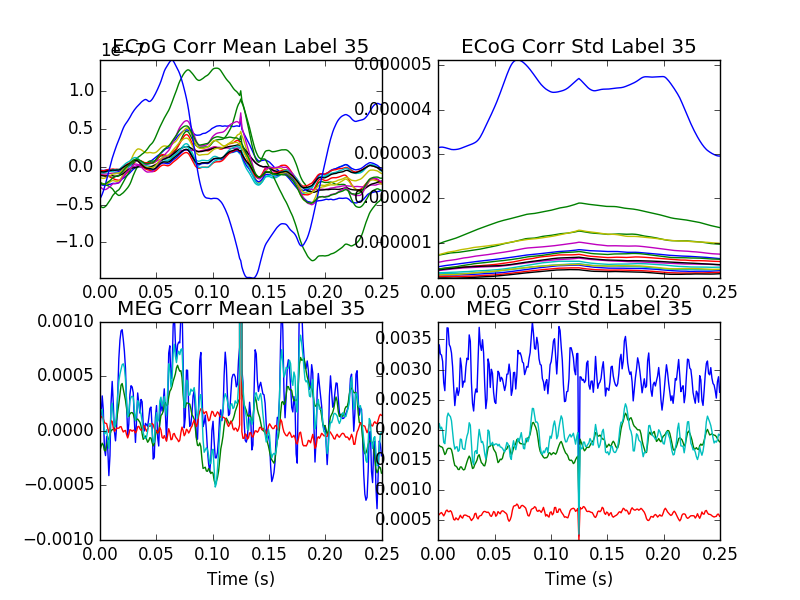 ECoG Corr Mean Label 35
1e−7
1.0
0.5
0.0
−0.5
−1.0
0.00 0.05 0.10 0.15 0.20 0.25
ECoG Corr Std Label 35
0.000005
0.000004
0.000003
0.000002
0.000001
0.00 0.05 0.10 0.15 0.20 0.25
MEG Corr Mean Label 35
0.0010
0.0005
0.0000
−0.0005
−0.0010
0.00 0.05 0.10 0.15 0.20 0.25
Time (s)
MEG Corr Std Label 35
0.0035
0.0030
0.0025
0.0020
0.0015
0.0010
0.0005
0.00 0.05 0.10 0.15 0.20 0.25
Time (s)